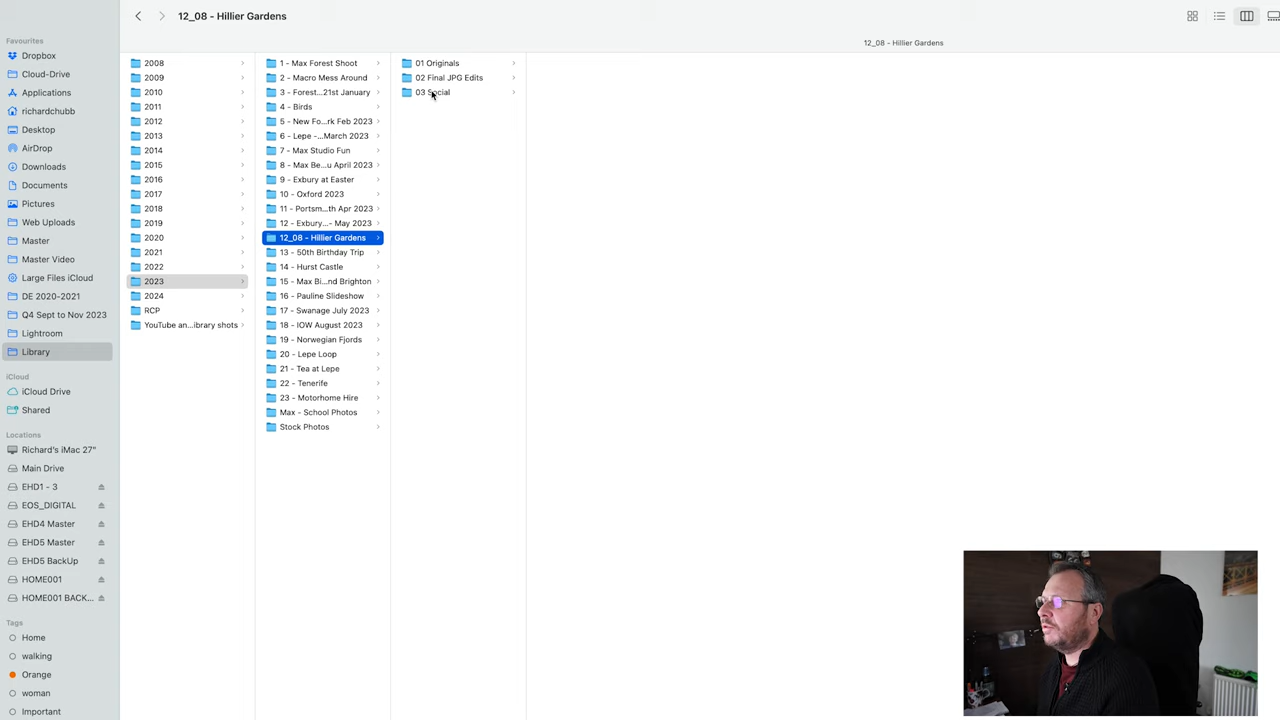 12_08 - Hillier Gardens
12_08 - Hillier Gardens
Favourites
Dropbox
Cloud-Drive
Applications
richardchubb
Desktop
AirDrop
Downloads
Documents
Pictures
Web Uploads
Master
Master Video
Large Files iCloud
DE 2020-2021
Q4 Sept to Nov 2023
Lightroom
Library
iCloud
iCloud Drive
Shared
Locations
Richard's iMac 27"
Main Drive
EHD1 - 3
EOS_DIGITAL
EHD4 Master
EHD5 Master
EHD5 BackUp
HOME001
HOME001 BACK...
Tags
Home
walking
Orange
woman
Important
2008
2009
2010
2011
2012
2013
2014
2015
2016
2017
2018
2019
2020
2021
2022
2023
2024
RCP
YouTube an...ibrary shots
1 - Max Forest Shoot
2 - Macro Mess Around
3 - Forest...21st January
4 - Birds
5 - New Fo...rk Feb 2023
6 - Lepe -...March 2023
7 - Max Studio Fun
8 - Max Be...u April 2023
9 - Exbury at Easter
10 - Oxford 2023
11 - Portsm...th Apr 2023
12 - Exbury...- May 2023
12_08 - Hillier Gardens
13 - 50th Birthday Trip
14 - Hurst Castle
15 - Max Bi...nd Brighton
16 - Pauline Slideshow
17 - Swanage July 2023
18 - IOW August 2023
19 - Norwegian Fjords
20 - Lepe Loop
21 - Tea at Lepe
22 - Tenerife
23 - Motorhome Hire
Max - School Photos
Stock Photos
01 Originals
02 Final JPG Edits
03 Social